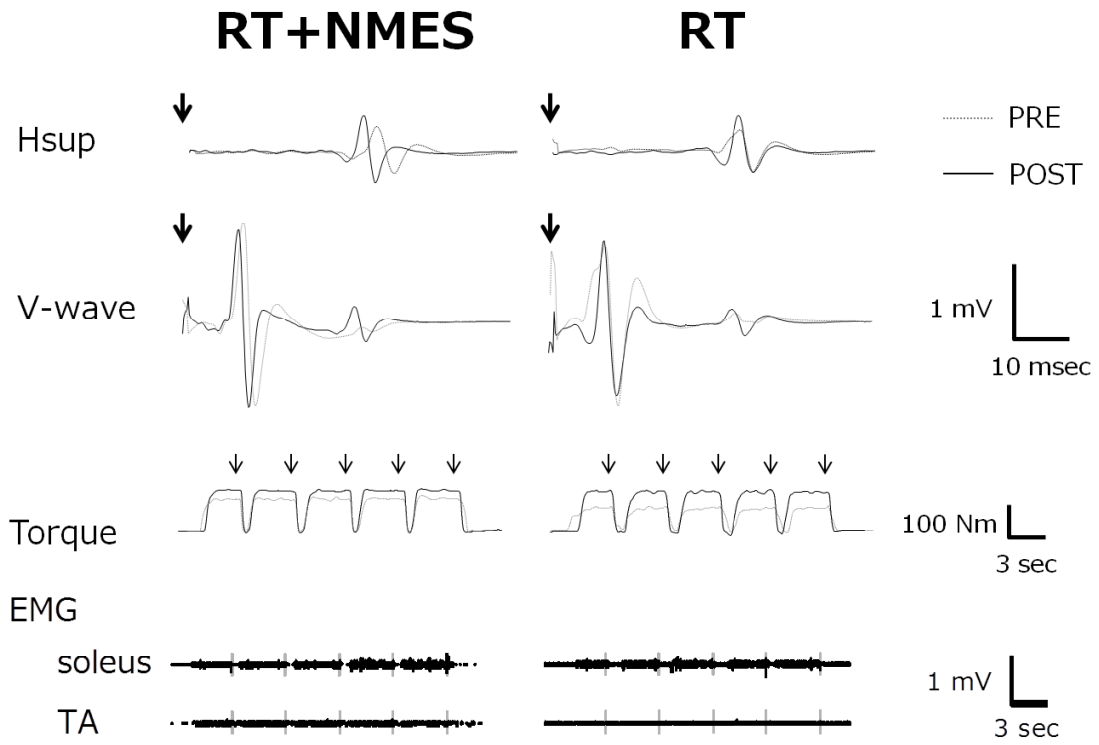 RT+NMES RT
Hsup
PRE
POST
V-wave
1 mV
10 msec
Torque
100 Nm
3 sec
EMG
soleus
1 mV
TA
3 sec